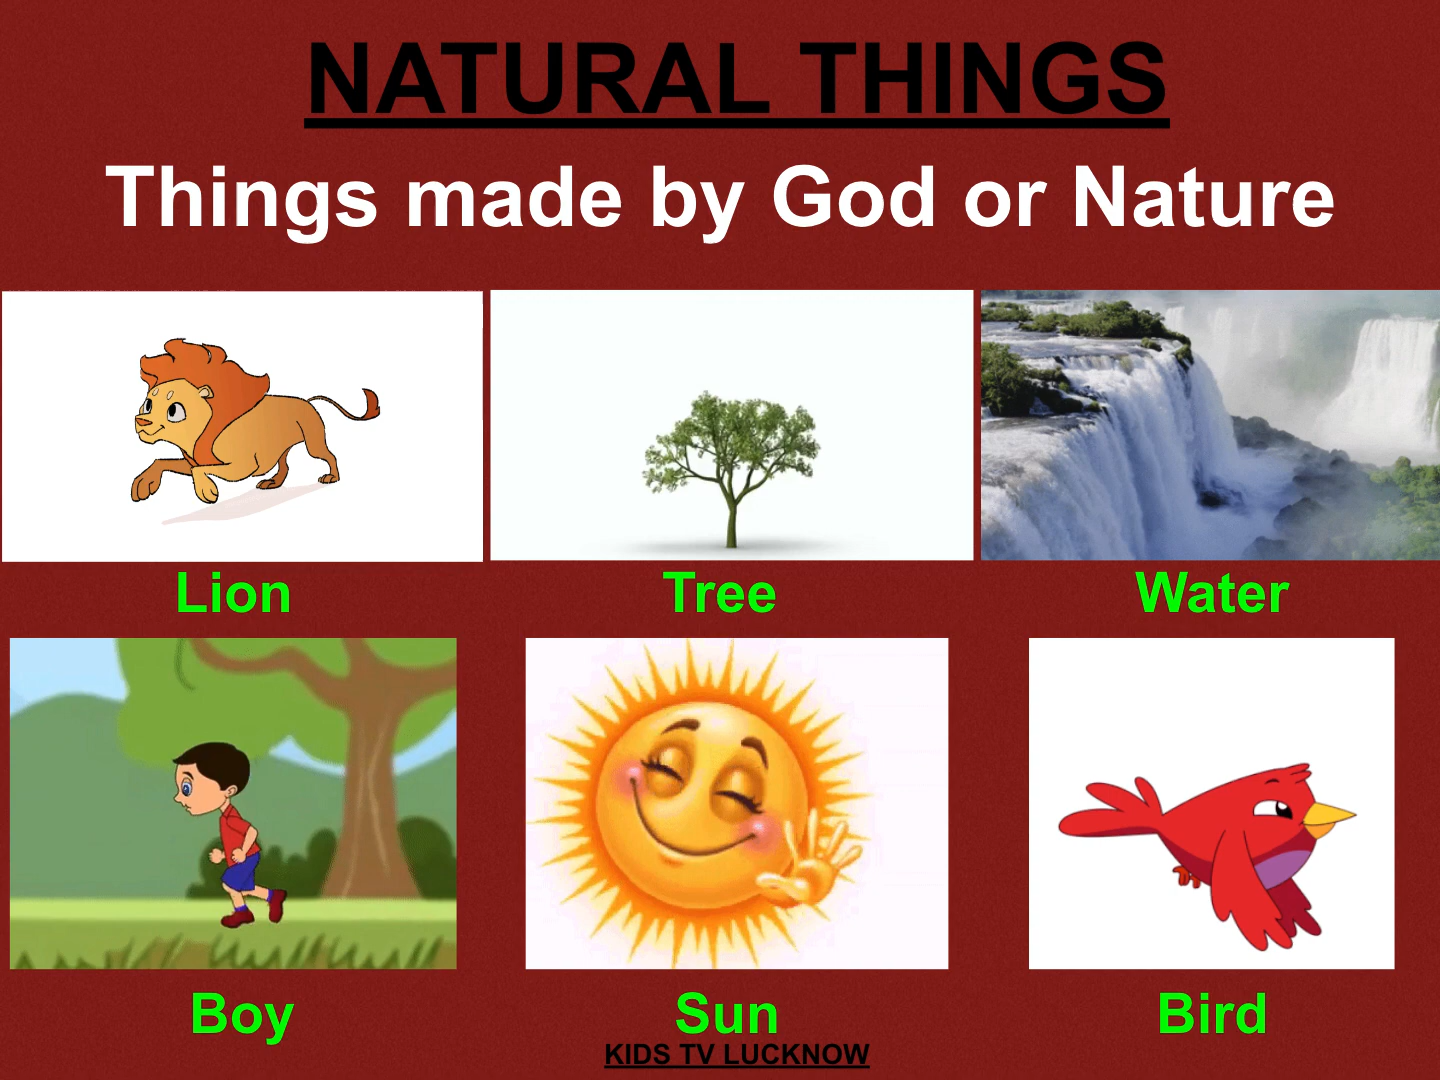 NATURAL THINGS
Things made by God or Nature
Lion
Tree
Water
Boy
Sun
Bird
KIDS TV LUCKNOW